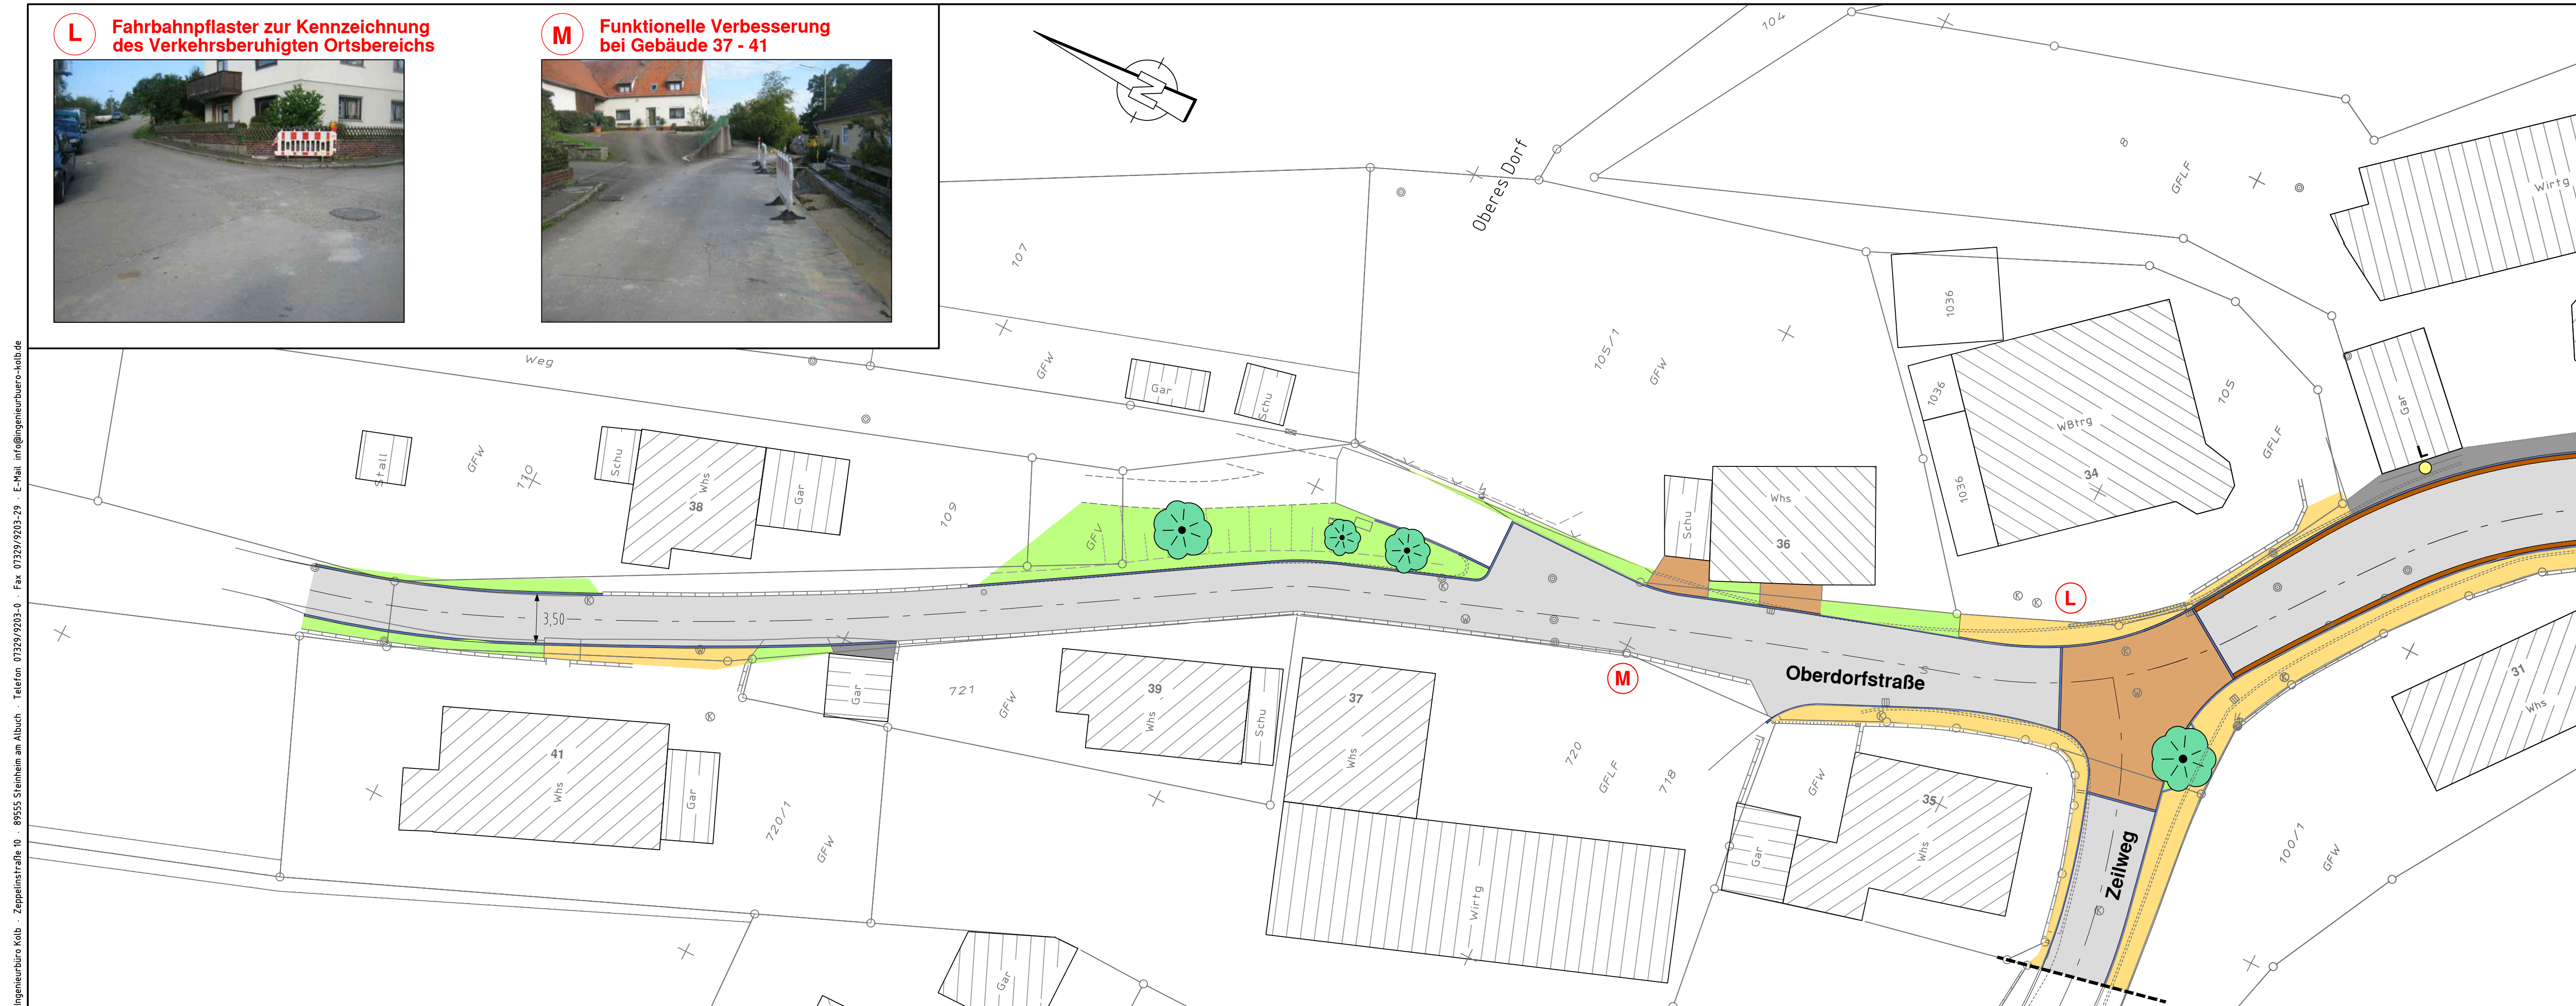 L
Fahrbahnpflaster zur Kennzeichnung
des Verkehrsberuhigten Ortsbereichs
M
Funktionelle Verbesserung
bei Gebäude 37 - 41
N
104
Oberes Dorf
8
GFLF
Wirtg
107
GFW
105/1
GFW
1036
1036
1036
WBtrg
34
105
GFLF
Gar
L
Weg
Gar
Schu
Stall
GFW
110
Schu
Whs
38
Gar
109
GFV
Schu
Whs
36
L
3,50
M
Oberdorfstraße
Zeilweg
41
Whs
Gar
720/1
GFW
Gar
721
GFW
39
Whs
Schu
37
Whs
Wirtg
720
GFLF
718
GFW
Gar
35
Whs
31
Whs
100/1
GFW
Gar
Ingenieurbüro Kolb · Zeppelinstraße 10 · 89555 Steinheim am Albuch · Telefon 07329/9203-0 · Fax 07329/9203-29 · E-Mail info@ingenieurbuero-kolb.de